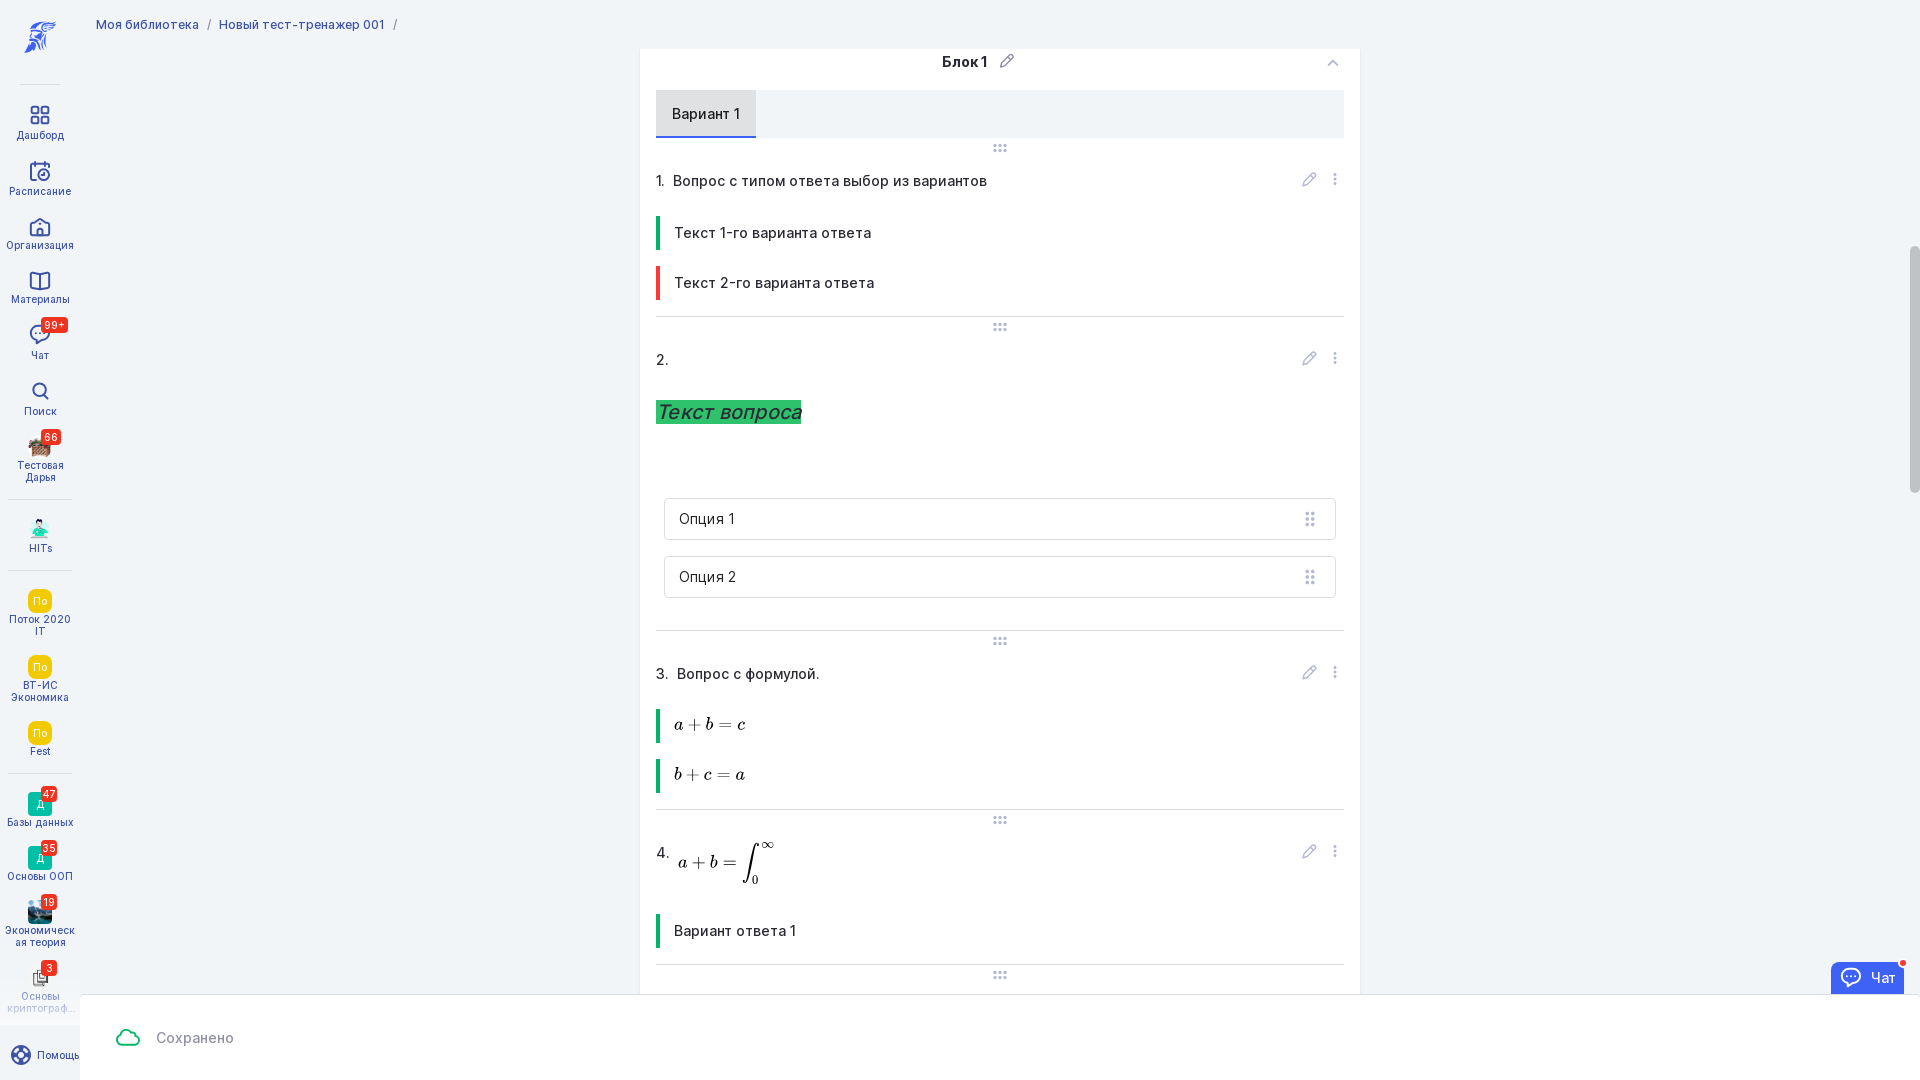 Моя библиотека / Новый тест-тренажер 001 /
Блок 1
Вариант 1
1. Вопрос с типом ответа выбор из вариантов
Текст 1-го варианта ответа
Текст 2-го варианта ответа
2.
Текст вопроса
Опция 1
Опция 2
3. Вопрос с формулой.
a + b = c
b + c = a
4. a + b = ∫₀^∞
Вариант ответа 1
Дашборд
Расписание
Организация
Материалы
99+
Чат
Поиск
66
Тестовая
Дарья
HITs
По
Поток 2020
IT
По
ВТ-ИС
Экономика
По
Fest
47
Д
Базы данных
35
Д
Основы ООП
19
Экономическ
ая теория
3
Основы
криптограф...
Помощь
Сохранено
Чат